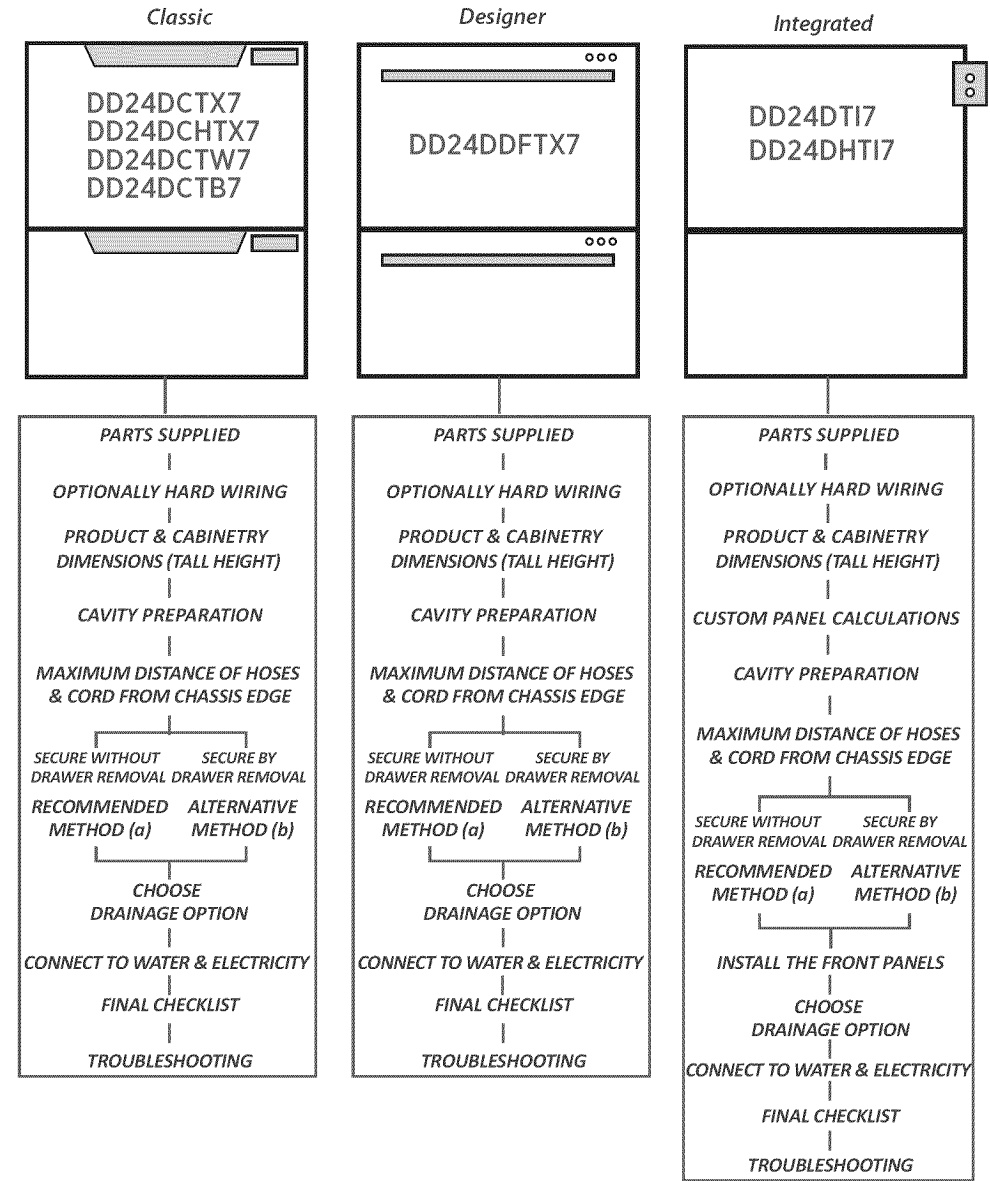 Classic
DD24DCTX7
DD24DCHTX7
DD24DCTW7
DD24DCTB7
PARTS SUPPLIED
OPTIONALLY HARD WIRING
PRODUCT & CABINETRY
DIMENSIONS (TALL HEIGHT)
CAVITY PREPARATION
MAXIMUM DISTANCE OF HOSES
& CORD FROM CHASSIS EDGE
SECURE WITHOUT
DRAWER REMOVAL
RECOMMENDED
METHOD (a)
SECURE BY
DRAWER REMOVAL
ALTERNATIVE
METHOD (b)
CHOOSE
DRAINAGE OPTION
CONNECT TO WATER & ELECTRICITY
FINAL CHECKLIST
TROUBLESHOOTING
Designer
DD24DDFTX7
PARTS SUPPLIED
OPTIONALLY HARD WIRING
PRODUCT & CABINETRY
DIMENSIONS (TALL HEIGHT)
CAVITY PREPARATION
MAXIMUM DISTANCE OF HOSES
& CORD FROM CHASSIS EDGE
SECURE WITHOUT
DRAWER REMOVAL
RECOMMENDED
METHOD (a)
SECURE BY
DRAWER REMOVAL
ALTERNATIVE
METHOD (b)
CHOOSE
DRAINAGE OPTION
CONNECT TO WATER & ELECTRICITY
FINAL CHECKLIST
TROUBLESHOOTING
Integrated
DD24DTI7
DD24DHTI7
PARTS SUPPLIED
OPTIONALLY HARD WIRING
PRODUCT & CABINETRY
DIMENSIONS (TALL HEIGHT)
CUSTOM PANEL CALCULATIONS
CAVITY PREPARATION
MAXIMUM DISTANCE OF HOSES
& CORD FROM CHASSIS EDGE
SECURE WITHOUT
DRAWER REMOVAL
RECOMMENDED
METHOD (a)
SECURE BY
DRAWER REMOVAL
ALTERNATIVE
METHOD (b)
INSTALL THE FRONT PANELS
CHOOSE
DRAINAGE OPTION
CONNECT TO WATER & ELECTRICITY
FINAL CHECKLIST
TROUBLESHOOTING